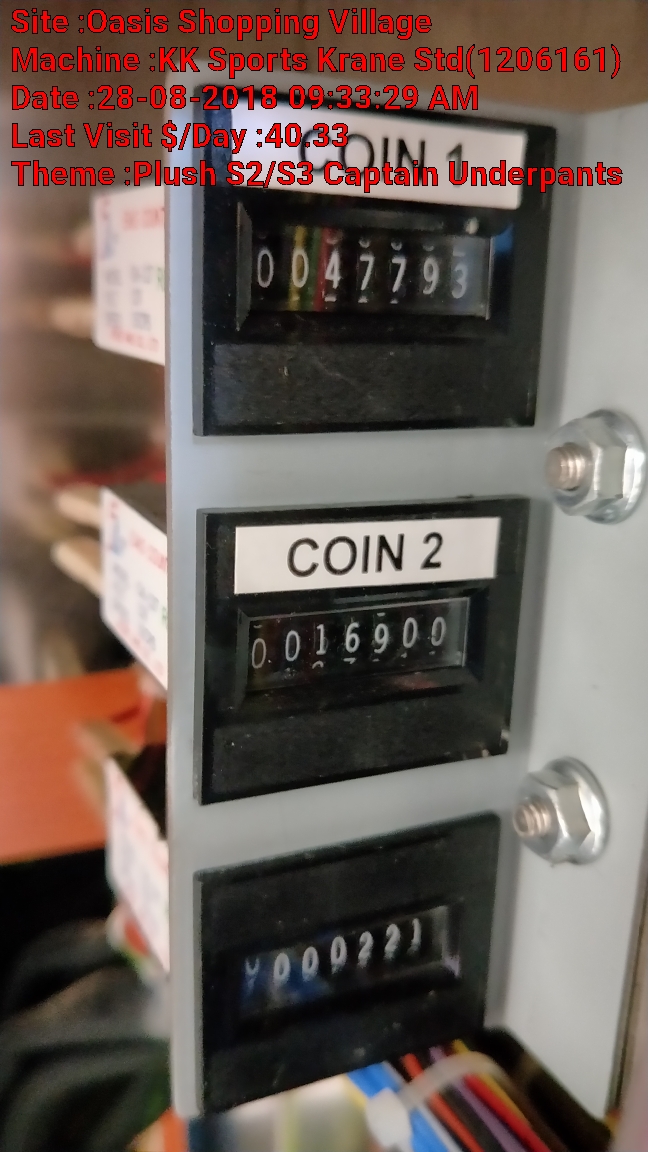 Site :Oasis Shopping Village
Machine :KK Sports Krane Std(1206161)
Date :28-08-2018 09:33:29 AM
Last Visit $/Day :40.33
COIN 1
Theme :Plush S2/S3 Captain Underpants
0047793
COIN 2
0016900
000221